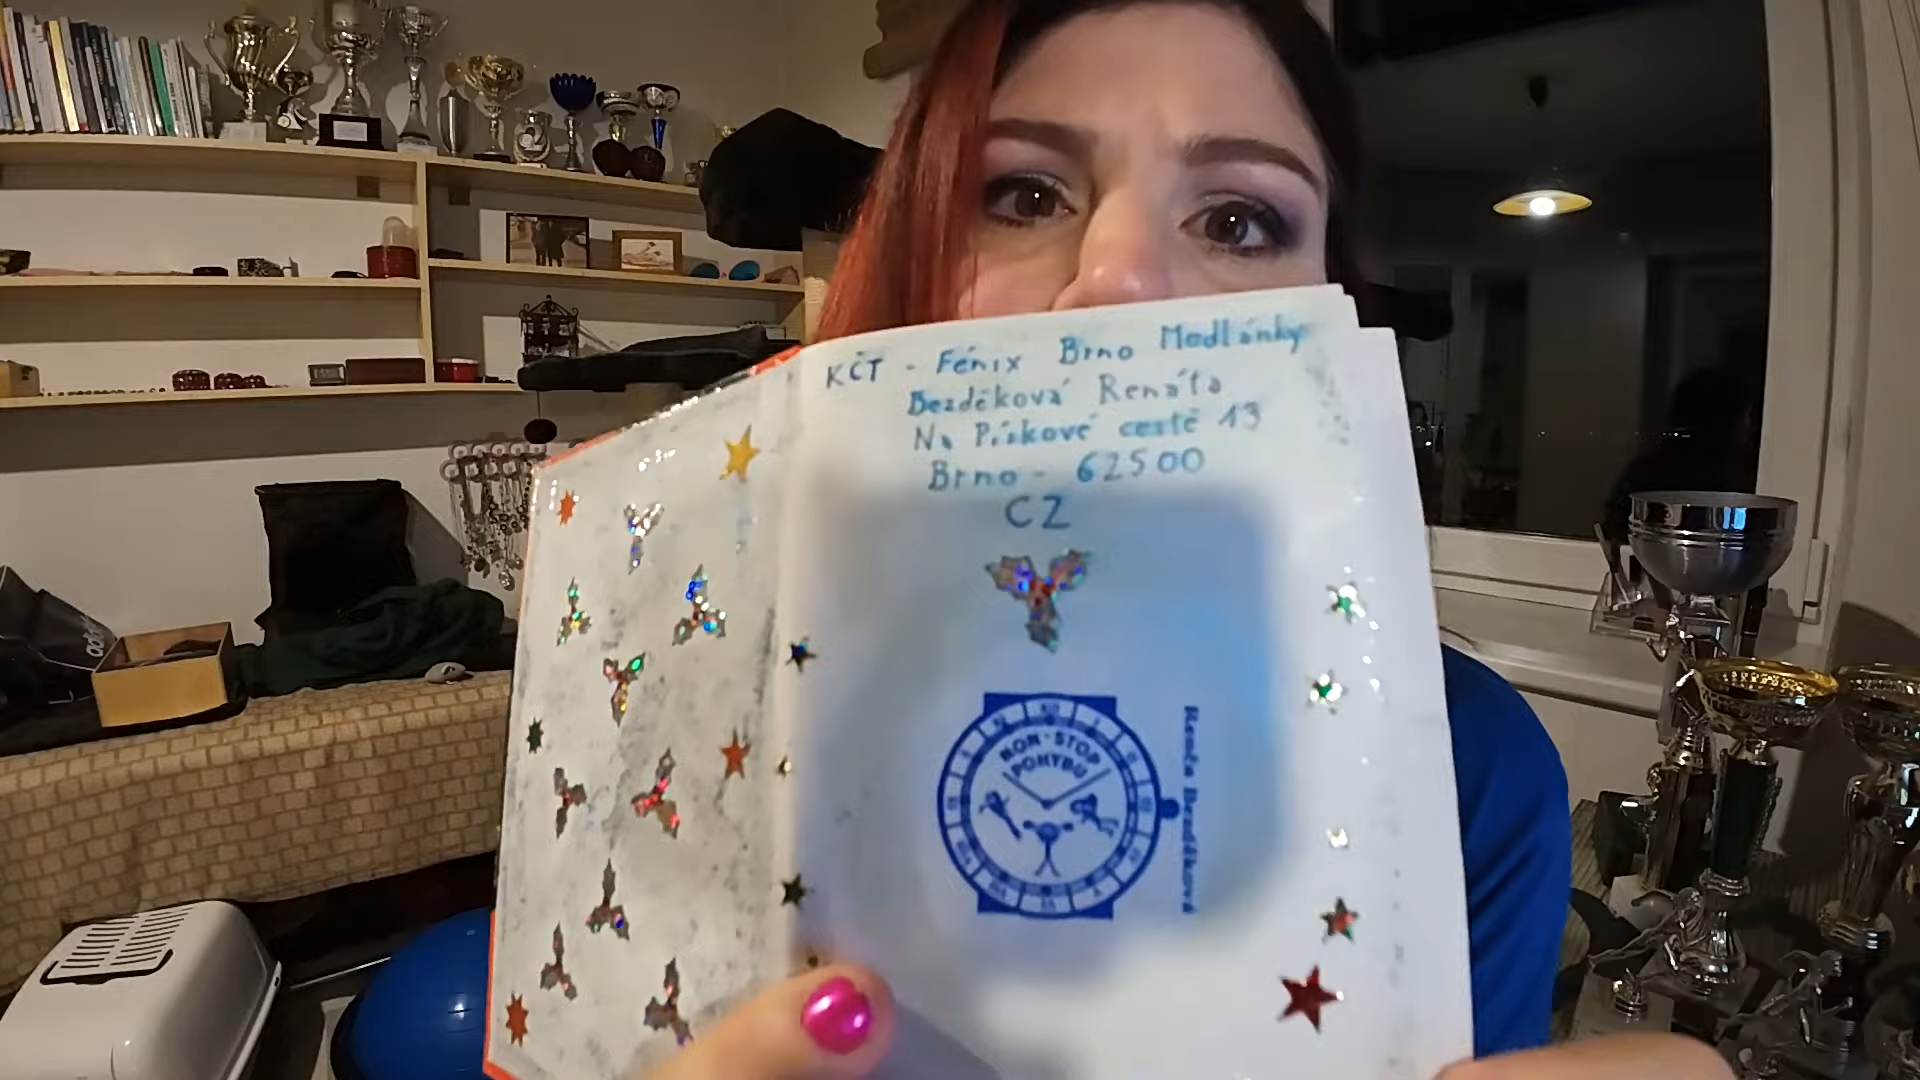 KČT - Fénix Brno Medlánky
Bezděková Renáta
Na Pískové cestě 13
Brno - 62500
CZ
NON-STOP
POHYBU
Renáta Bezděková